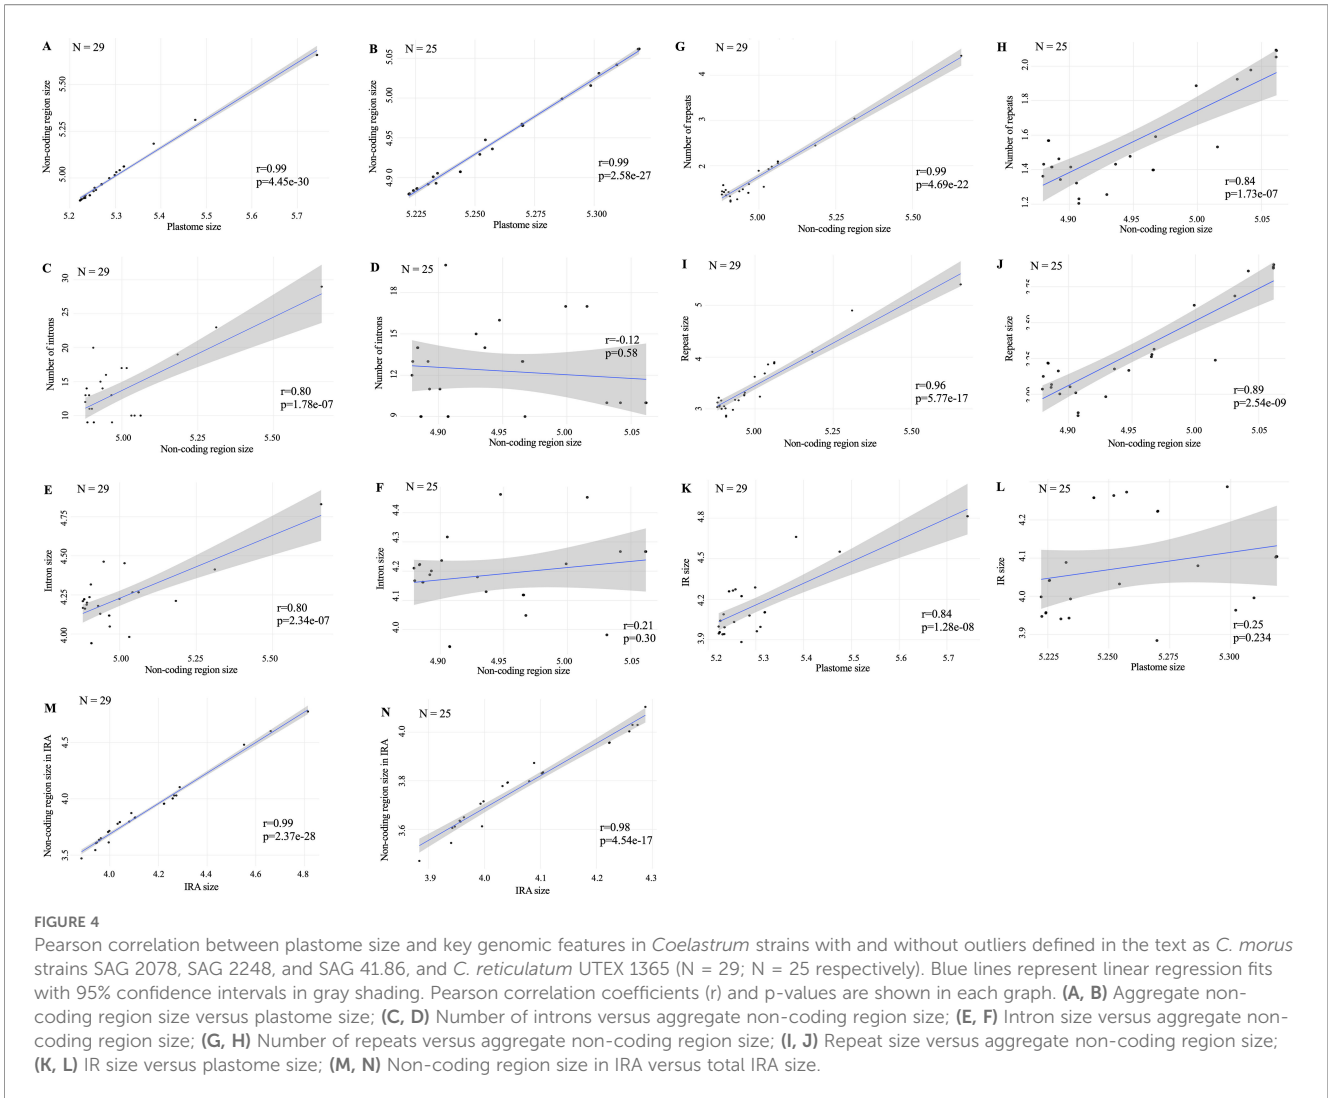 A
N = 29
Non-coding region size
5.50
5.25
5.00
5.2 5.3 5.4 5.5 5.6 5.7
Plastome size
r=0.99
p=4.45e-30
B
N = 25
Non-coding region size
5.05
5.00
4.95
4.90
5.225 5.255 5.275 5.300
Plastome size
r=0.99
p=2.58e-27
G
N = 29
Number of repeats
4
3
2
5.00 5.25 5.50
Non-coding region size
r=0.99
p=4.69e-22
H
N = 25
Number of repeats
2.0
1.8
1.6
1.4
1.2
4.90 4.95 5.00 5.05
Non-coding region size
r=0.84
p=1.73e-07
C
N = 29
Number of introns
30
25
20
15
10
5.00 5.25 5.50
Non-coding region size
r=0.80
p=1.78e-07
D
N = 25
Number of introns
18
15
12
9
4.90 4.95 5.00 5.05
Non-coding region size
r=-0.12
p=0.58
I
N = 29
Repeat size
5
4
3
5.00 5.25 5.50
Non-coding region size
r=0.96
p=5.77e-17
J
N = 25
Repeat size
4.90 4.95 5.00 5.05
Non-coding region size
r=0.89
p=2.54e-09
E
N = 29
Intron size
4.75
4.50
4.25
4.00
5.00 5.25 5.50
Non-coding region size
r=0.80
p=2.34e-07
F
N = 25
Intron size
4.4
4.3
4.2
4.1
4.0
4.90 4.95 5.00 5.05
Non-coding region size
r=0.21
p=0.30
K
N = 29
IR size
4.8
4.5
4.2
3.9
5.2 5.3 5.4 5.5 5.6 5.7
Plastome size
r=0.84
p=1.28e-08
L
N = 25
IR size
4.2
4.1
4.0
3.9
5.225 5.255 5.275 5.310
Plastome size
r=0.25
p=0.234
M
N = 29
Non-coding region size in IRA
4.5
4.0
3.5
4.0 4.2 4.4 4.6 4.8
IRA size
r=0.99
p=2.37e-28
N
N = 25
Non-coding region size in IRA
4.0
3.8
3.6
3.9 4.0 4.1 4.2 4.3
IRA size
r=0.98
p=4.54e-17
FIGURE 4
Pearson correlation between plastome size and key genomic features in Coelastrum strains with and without outliers defined in the text as C. morus
strains SAG 2078, SAG 2248, and SAG 41.86, and C. reticulatum UTEX 1365 (N = 29; N = 25 respectively). Blue lines represent linear regression fits
with 95% confidence intervals in gray shading. Pearson correlation coefficients (r) and p-values are shown in each graph. (A, B) Aggregate non-
coding region size versus plastome size; (C, D) Number of introns versus aggregate non-coding region size; (E, F) Intron size versus aggregate non-
coding region size; (G, H) Number of repeats versus aggregate non-coding region size; (I, J) Repeat size versus aggregate non-coding region size;
(K, L) IR size versus plastome size; (M, N) Non-coding region size in IRA versus total IRA size.